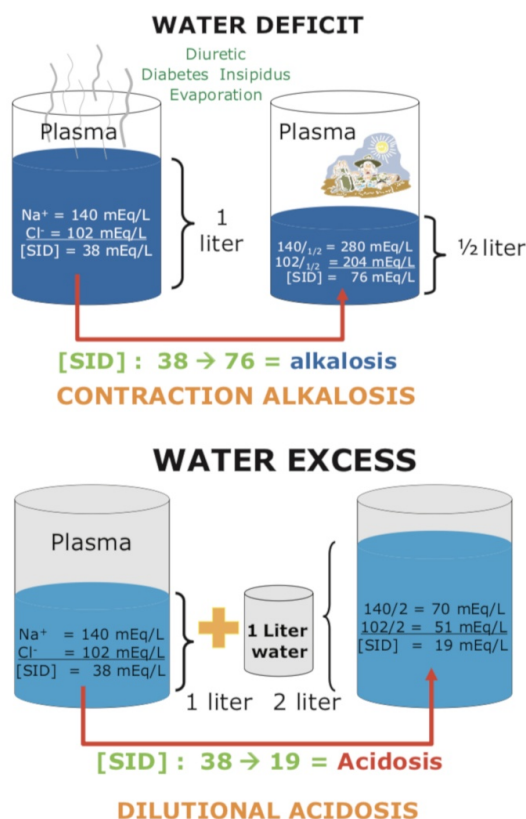 WATER DEFICIT
Diuretic
Diabetes Insipidus
Evaporation
Plasma
Na⁺ = 140 mEq/L
Cl⁻ = 102 mEq/L
[SID] = 38 mEq/L
1
liter
Plasma
140/1/2 = 280 mEq/L
102/1/2 = 204 mEq/L
[SID] = 76 mEq/L
½ liter
[SID] : 38 → 76 = alkalosis
CONTRACTION ALKALOSIS
WATER EXCESS
Plasma
Na⁺ = 140 mEq/L
Cl⁻ = 102 mEq/L
[SID] = 38 mEq/L
1 liter
1 Liter
water
2 liter
140/2 = 70 mEq/L
102/2 = 51 mEq/L
[SID] = 19 mEq/L
[SID] : 38 → 19 = Acidosis
DILUTIONAL ACIDOSIS